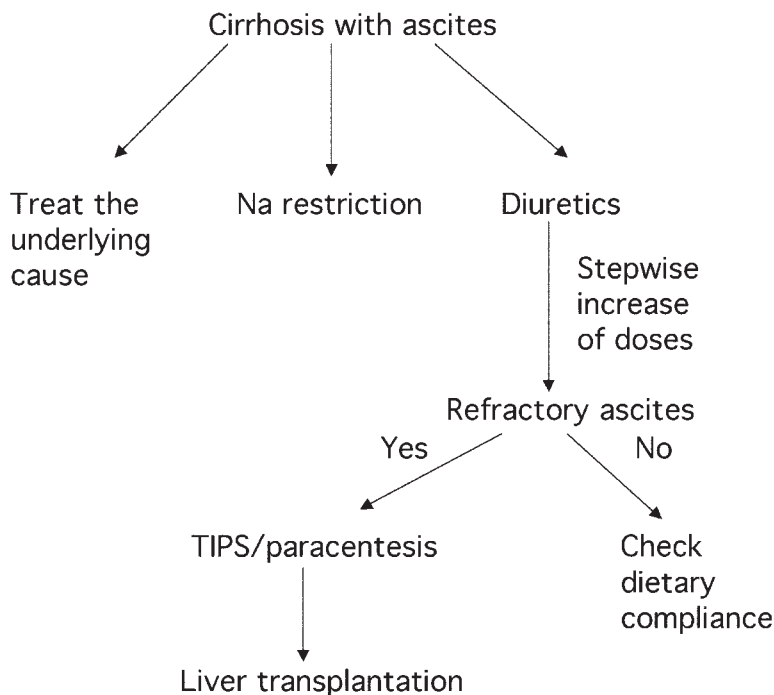 Cirrhosis with ascites
Treat the
underlying
cause
Na restriction
Diuretics
Stepwise
increase
of doses
Refractory ascites
Yes
No
TIPS/paracentesis
Check
dietary
compliance
Liver transplantation